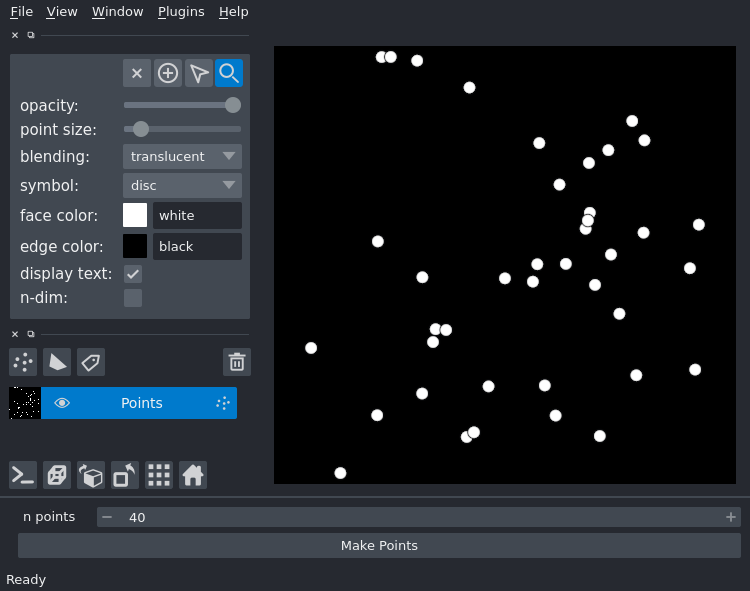 File View Window Plugins Help
opacity:
point size:
blending: translucent
symbol: disc
face color: white
edge color: black
display text:
n-dim:
Points
n points 40
Make Points
Ready